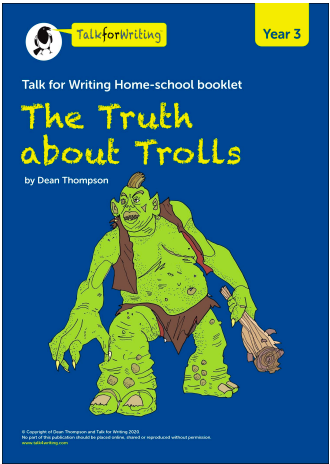 TalkforWriting
Year 3
Talk for Writing Home-school booklet
The Truth
about Trolls
by Dean Thompson
© Copyright of Dean Thompson and Talk for Writing 2020.
No part of this publication should be placed online, shared or reproduced without permission.
www.talkforwriting.com